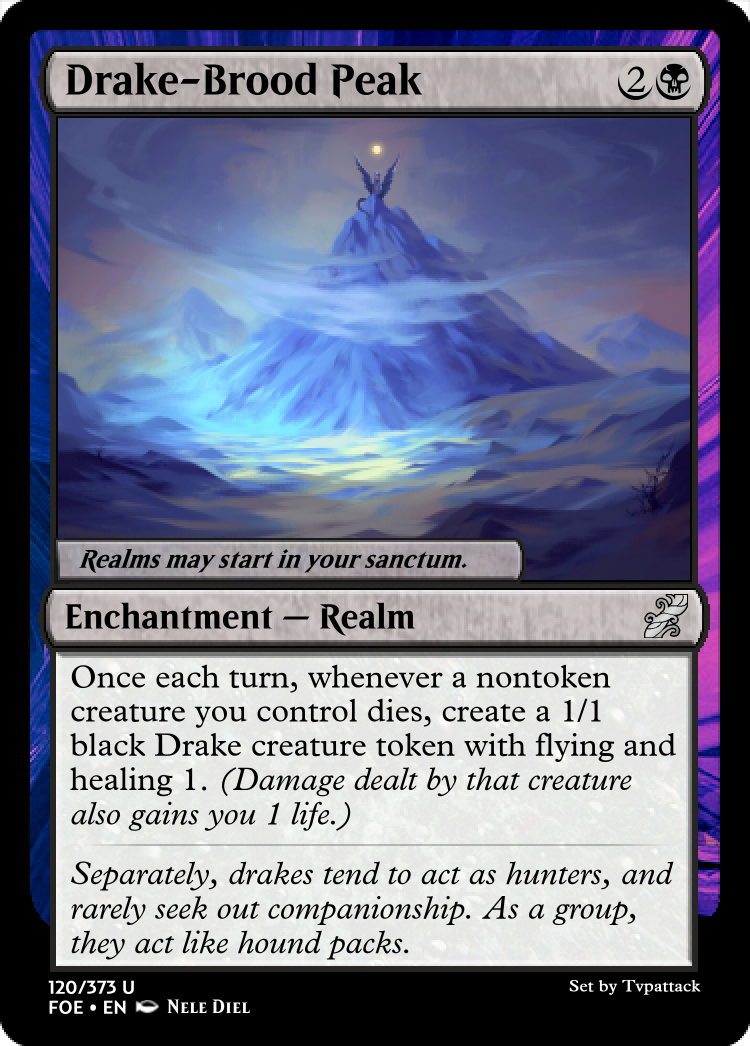 Drake-Brood Peak
2
Realms may start in your sanctum.
Enchantment — Realm
Once each turn, whenever a nontoken
creature you control dies, create a 1/1
black Drake creature token with flying and
healing 1. (Damage dealt by that creature
also gains you 1 life.)
Separately, drakes tend to act as hunters, and
rarely seek out companionship. As a group,
they act like hound packs.
120/373 U
Set by Tvpattack
FOE • EN Nele Diel